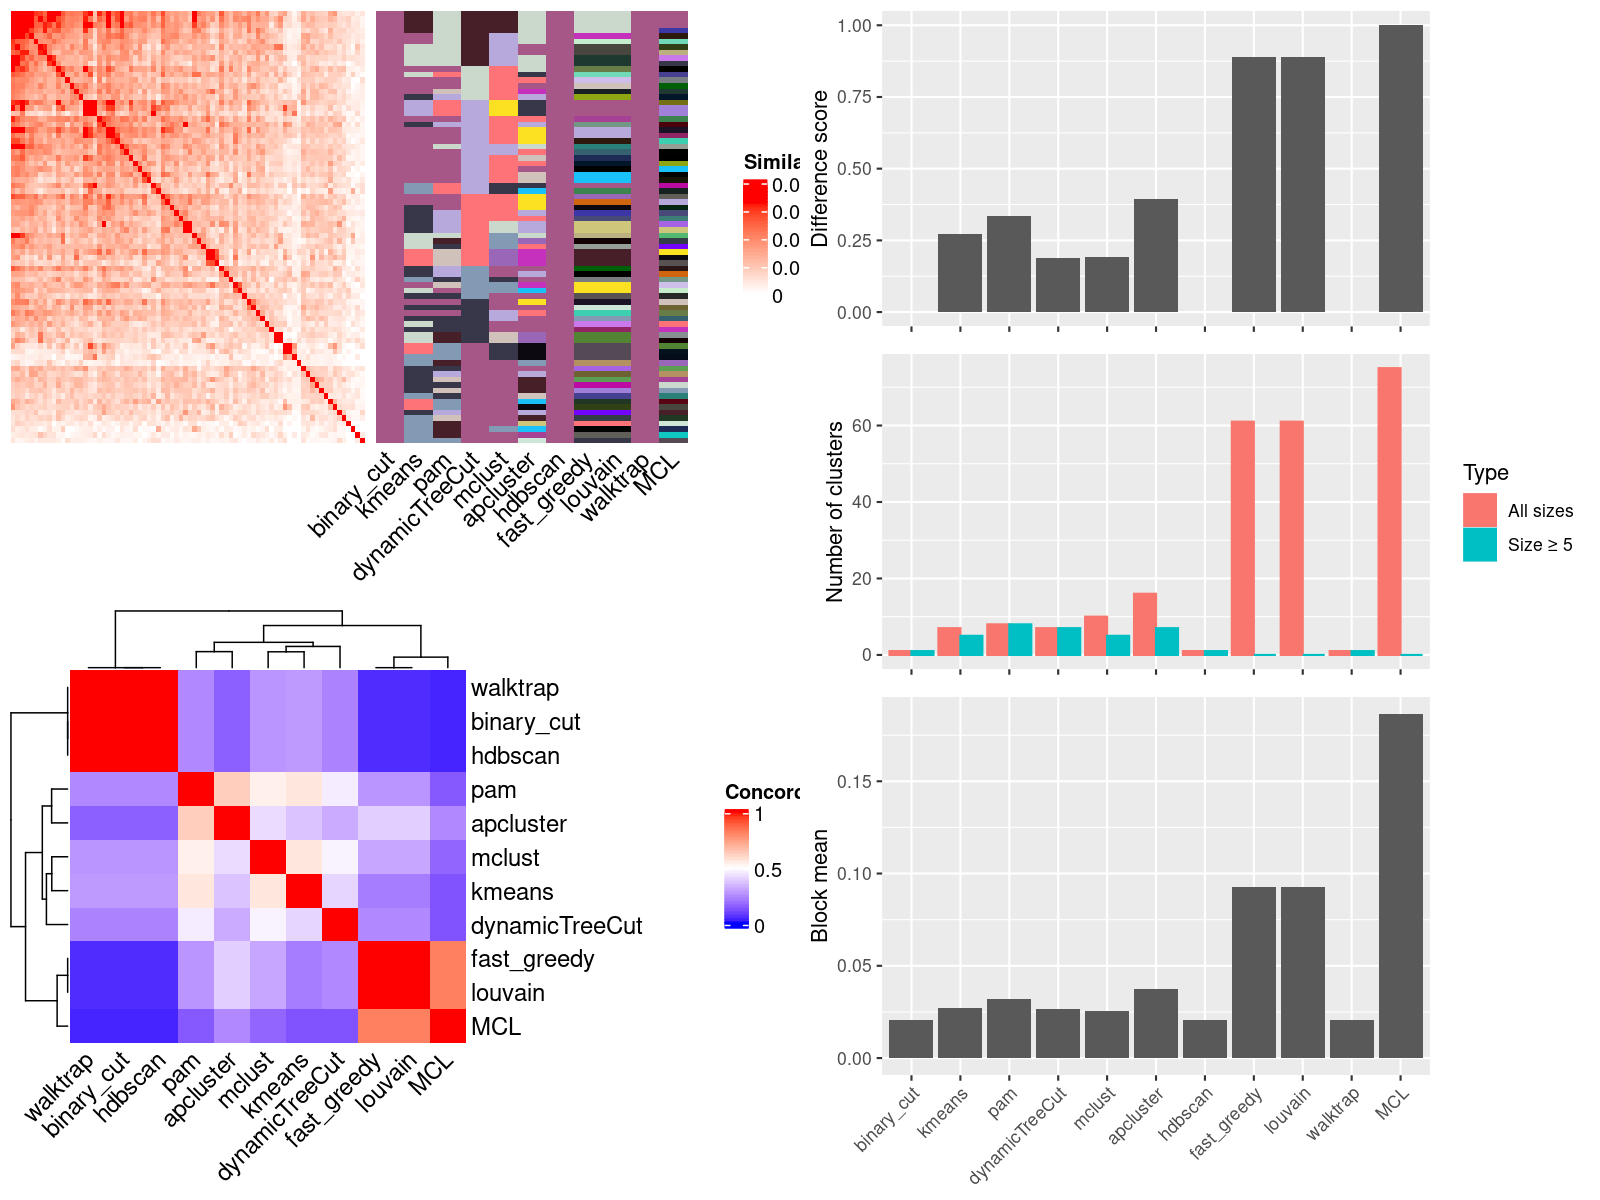 Simila
0.0
0.0
0.0
0.0
0
binary_cut
kmeans
pam
dynamicTreeCut
mclust
apcluster
hdbscan
fast_greedy
louvain
walktrap
MCL
walktrap
binary_cut
hdbscan
pam
apcluster
mclust
kmeans
dynamicTreeCut
fast_greedy
louvain
MCL
walktrap
binary_cut
hdbscan
pam
apcluster
mclust
kmeans
dynamicTreeCut
fast_greedy
louvain
MCL
Concord
1
0.5
0
Difference score
1.00
0.75
0.50
0.25
0.00
Number of clusters
60
40
20
0
Type
All sizes
Size ≥ 5
Block mean
0.15
0.10
0.05
0.00
binary_cut
kmeans
pam
dynamicTreeCut
mclust
apcluster
hdbscan
fast_greedy
louvain
walktrap
MCL